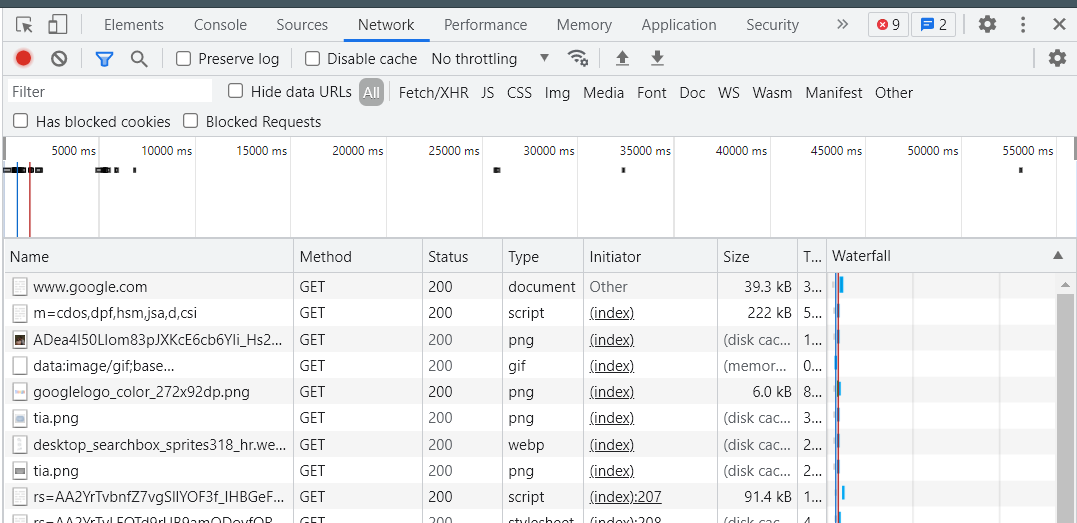 Elements Console Sources Network Performance Memory Application Security 9 2
Preserve log Disable cache No throttling
Filter Hide data URLs All Fetch/XHR JS CSS Img Media Font Doc WS Wasm Manifest Other
Has blocked cookies Blocked Requests
5000 ms 10000 ms 15000 ms 20000 ms 25000 ms 30000 ms 35000 ms 40000 ms 45000 ms 50000 ms 55000 ms
Name Method Status Type Initiator Size T... Waterfall
www.google.com GET 200 document Other 39.3 kB 3...
m=cdos,dpf,hsm,jsa,d,csi GET 200 script (index) 222 kB 5...
ADea4I50LIom83pJXKcE6cb6Yli_Hs2... GET 200 png (index) (disk cac... 1...
data:image/gif;base... GET 200 gif (index) (memor... 0...
googlelogo_color_272x92dp.png GET 200 png (index) 6.0 kB 8...
tia.png GET 200 png (index) (disk cac... 3...
desktop_searchbox_sprites318_hr.we... GET 200 webp (index) (disk cac... 2...
tia.png GET 200 png (index) (disk cac... 2...
rs=AA2YrTvbnfZ7vgSlIYOF3f_IHBGeF... GET 200 script (index):207 91.4 kB 1...
GET 200 stylesheet (index):208 4...